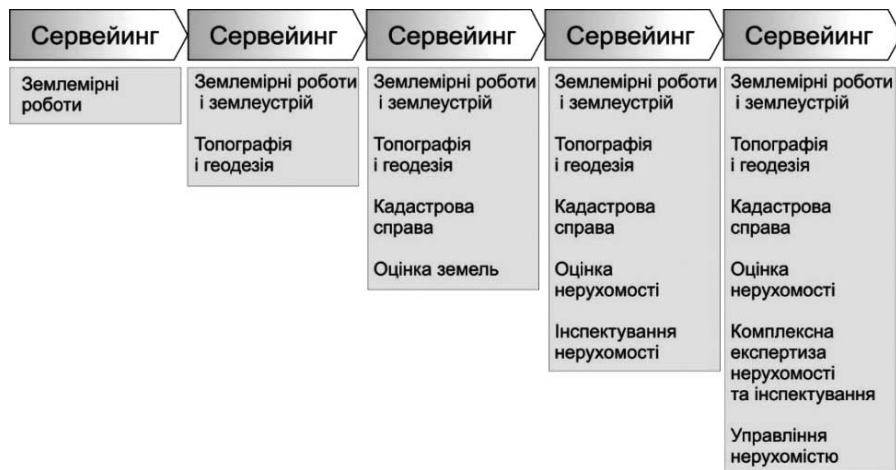 Сервейинг
Землемірні
роботи
Сервейинг
Землемірні роботи
і землеустрій
Топографія
і геодезія
Сервейинг
Землемірні роботи
і землеустрій
Топографія
і геодезія
Кадастрова
справа
Оцінка земель
Сервейинг
Землемірні роботи
і землеустрій
Топографія
і геодезія
Кадастрова
справа
Оцінка
нерухомості
Інспектування
нерухомості
Сервейинг
Землемірні роботи
і землеустрій
Топографія
і геодезія
Кадастрова
справа
Оцінка
нерухомості
Комплексна
експертиза
нерухомості
та інспектування
Управління
нерухомістю